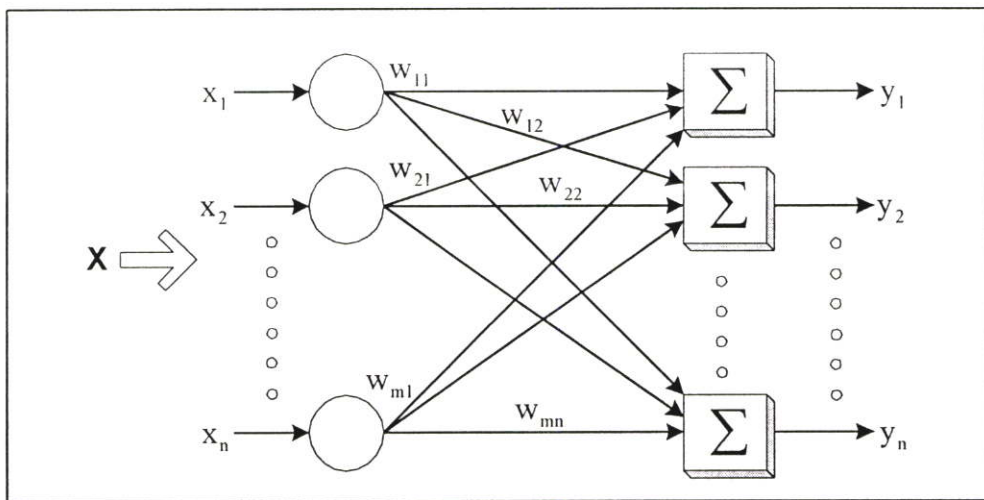 x1 w11 Σ y1
w12
w21
x2 w22 Σ y2
X
wm1
xn wmn Σ yn